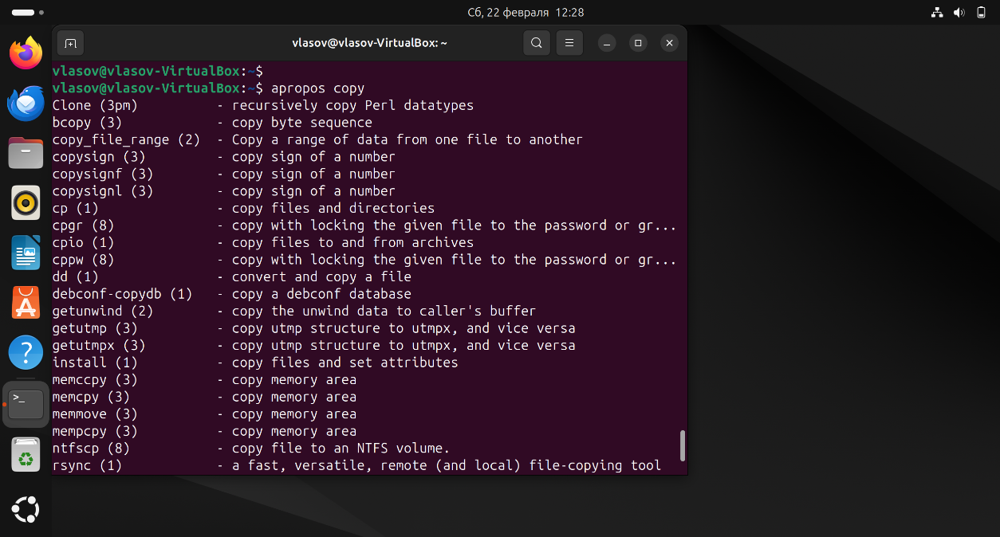 Сб, 22 февраля 12:28
vlasov@vlasov-VirtualBox: ~
vlasov@vlasov-VirtualBox:~$
vlasov@vlasov-VirtualBox:~$ apropos copy
Clone (3pm) - recursively copy Perl datatypes
bcopy (3) - copy byte sequence
copy_file_range (2) - Copy a range of data from one file to another
copysign (3) - copy sign of a number
copysignf (3) - copy sign of a number
copysignl (3) - copy sign of a number
cp (1) - copy files and directories
cpgr (8) - copy with locking the given file to the password or gr...
cpio (1) - copy files to and from archives
cppw (8) - copy with locking the given file to the password or gr...
dd (1) - convert and copy a file
debconf-copydb (1) - copy a debconf database
getunwind (2) - copy the unwind data to caller's buffer
getutmp (3) - copy utmp structure to utmpx, and vice versa
getutmpx (3) - copy utmp structure to utmpx, and vice versa
install (1) - copy files and set attributes
memccpy (3) - copy memory area
memcpy (3) - copy memory area
memmove (3) - copy memory area
mempcpy (3) - copy memory area
ntfscp (8) - copy file to an NTFS volume.
rsync (1) - a fast, versatile, remote (and local) file-copying tool